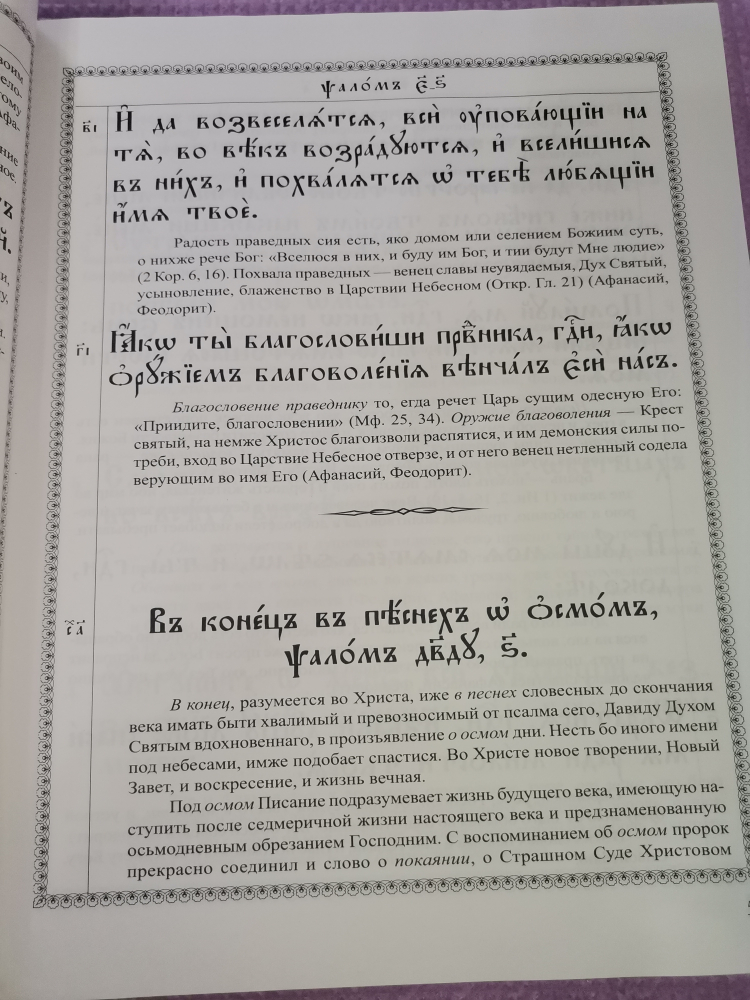 ѱало́мъ є҃-ѕ҃
в҃і И҆ да возвеселѧ́тсѧ, всѝ ᲂу҆пова́ющїи на
тѧ̀, во вѣ́къ возра́дꙋютсѧ, и҆ всели́шисѧ
въ ни́хъ, и҆ похва́лѧтсѧ ѡ҆ тебѣ̀ лю́бѧщїи
и҆́мѧ твоѐ.
Радость праведных сия есть, яко домом или селением Божиим суть,
о нихже рече Бог: «Вселюся в них, и буду им Бог, и тии будут Мне людие»
(2 Кор. 6, 16). Похвала праведных — венец славы неувядаемыя, Дух Святый,
усыновление, блаженство в Царствии Небесном (Откр. Гл. 21) (Афанасий,
Феодорит).
г҃і Ꙗ҆́кѡ ты̀ благослови́ши првⷣника, гдⷭ҇и, ꙗ҆́кѡ
ѻ҆рꙋ́жїемъ благоволе́нїѧ вѣнча́лъ є҆сѝ на́съ.
Благословение праведнику то, егда речет Царь сущим одесную Его:
«Приидите, благословении» (Мф. 25, 34). Оружие благоволения — Крест
святый, на немже Христос благоизволи распятися, и им демонския силы по-
треби, вход во Царствие Небесное отверзе, и от него венец нетленный содела
верующим во имя Его (Афанасий, Феодорит).
Въ коне́цъ въ пѣ́снехъ ѡ҆ ѻ҆смо́мъ,
ѱало́мъ дв҃дꙋ, ѕ҃.
В конец, разумеется во Христа, иже в песнех словесных до скончания
века имать быти хвалимый и превозносимый от псалма сего, Давиду Духом
Святым вдохновеннаго, в произъявление о осмом дни. Несть бо иного имени
под небесами, имже подобает спастися. Во Христе новое творении, Новый
Завет, и воскресение, и жизнь вечная.
Под осмом Писание подразумевает жизнь будущего века, имеющую на-
ступить после седмеричной жизни настоящего века и предзнаменованную
осьмодневным обрезанием Господним. С воспоминанием об осмом пророк
прекрасно соединил и слово о покаянии, о Страшном Суде Христовом